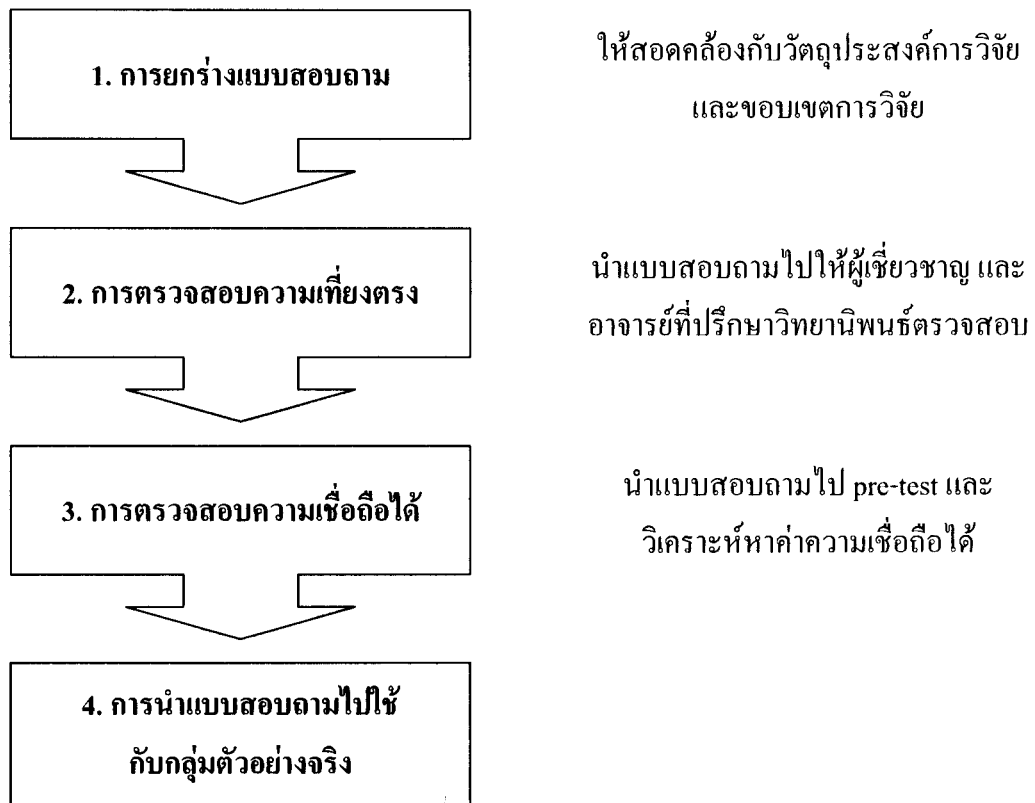 1. การยกร่างแบบสอบถาม
ให้สอดคล้องกับวัตถุประสงค์การวิจัย
และขอบเขตการวิจัย
2. การตรวจสอบความเที่ยงตรง
นำแบบสอบถามไปให้ผู้เชี่ยวชาญ และ
อาจารย์ที่ปรึกษาวิทยานิพนธ์ตรวจสอบ
3. การตรวจสอบความเชื่อถือได้
นำแบบสอบถามไป pre-test และ
วิเคราะห์หาค่าความเชื่อถือได้
4. การนำแบบสอบถามไปใช้
กับกลุ่มตัวอย่างจริง